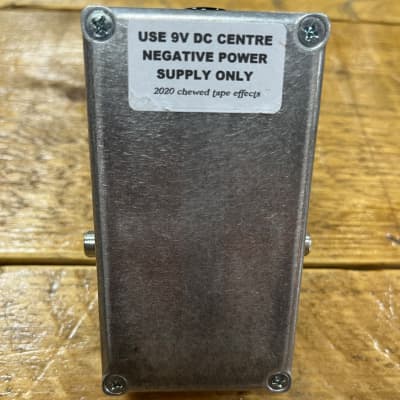 USE 9V DC CENTRE
NEGATIVE POWER
SUPPLY ONLY
2020 chewed tape effects